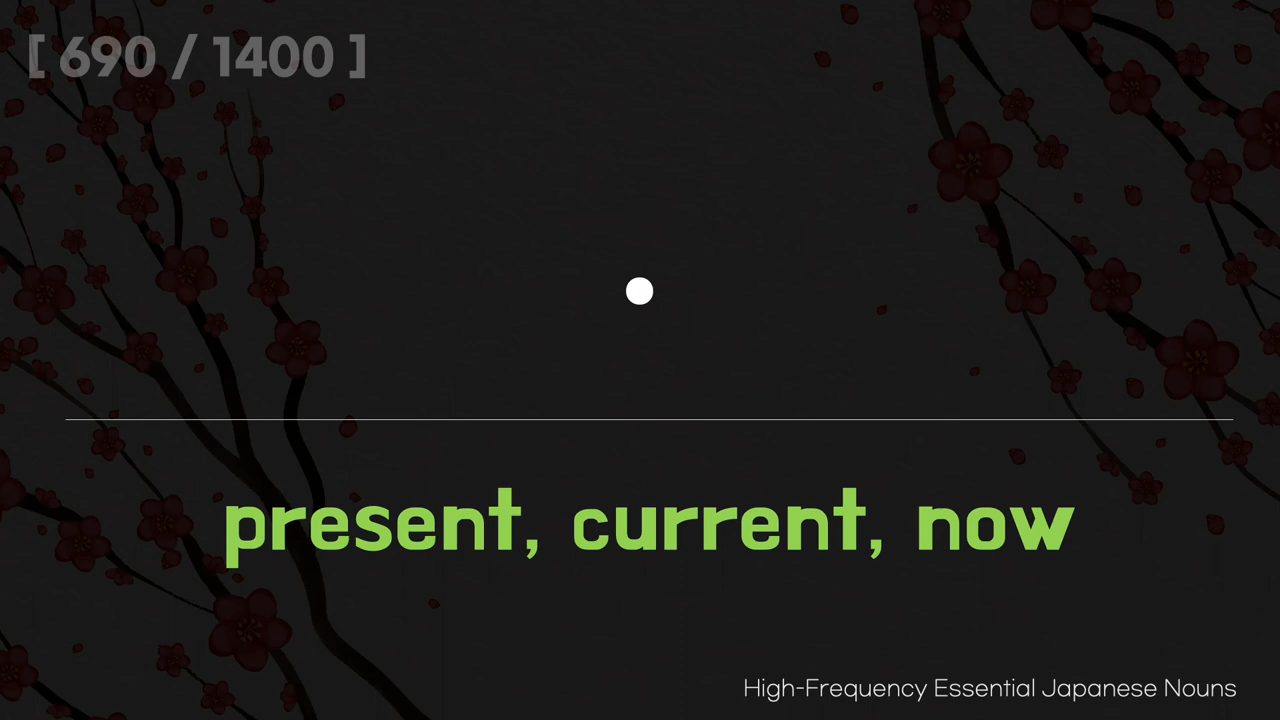 [ 690 / 1400 ]
present, current, now
High-Frequency Essential Japanese Nouns